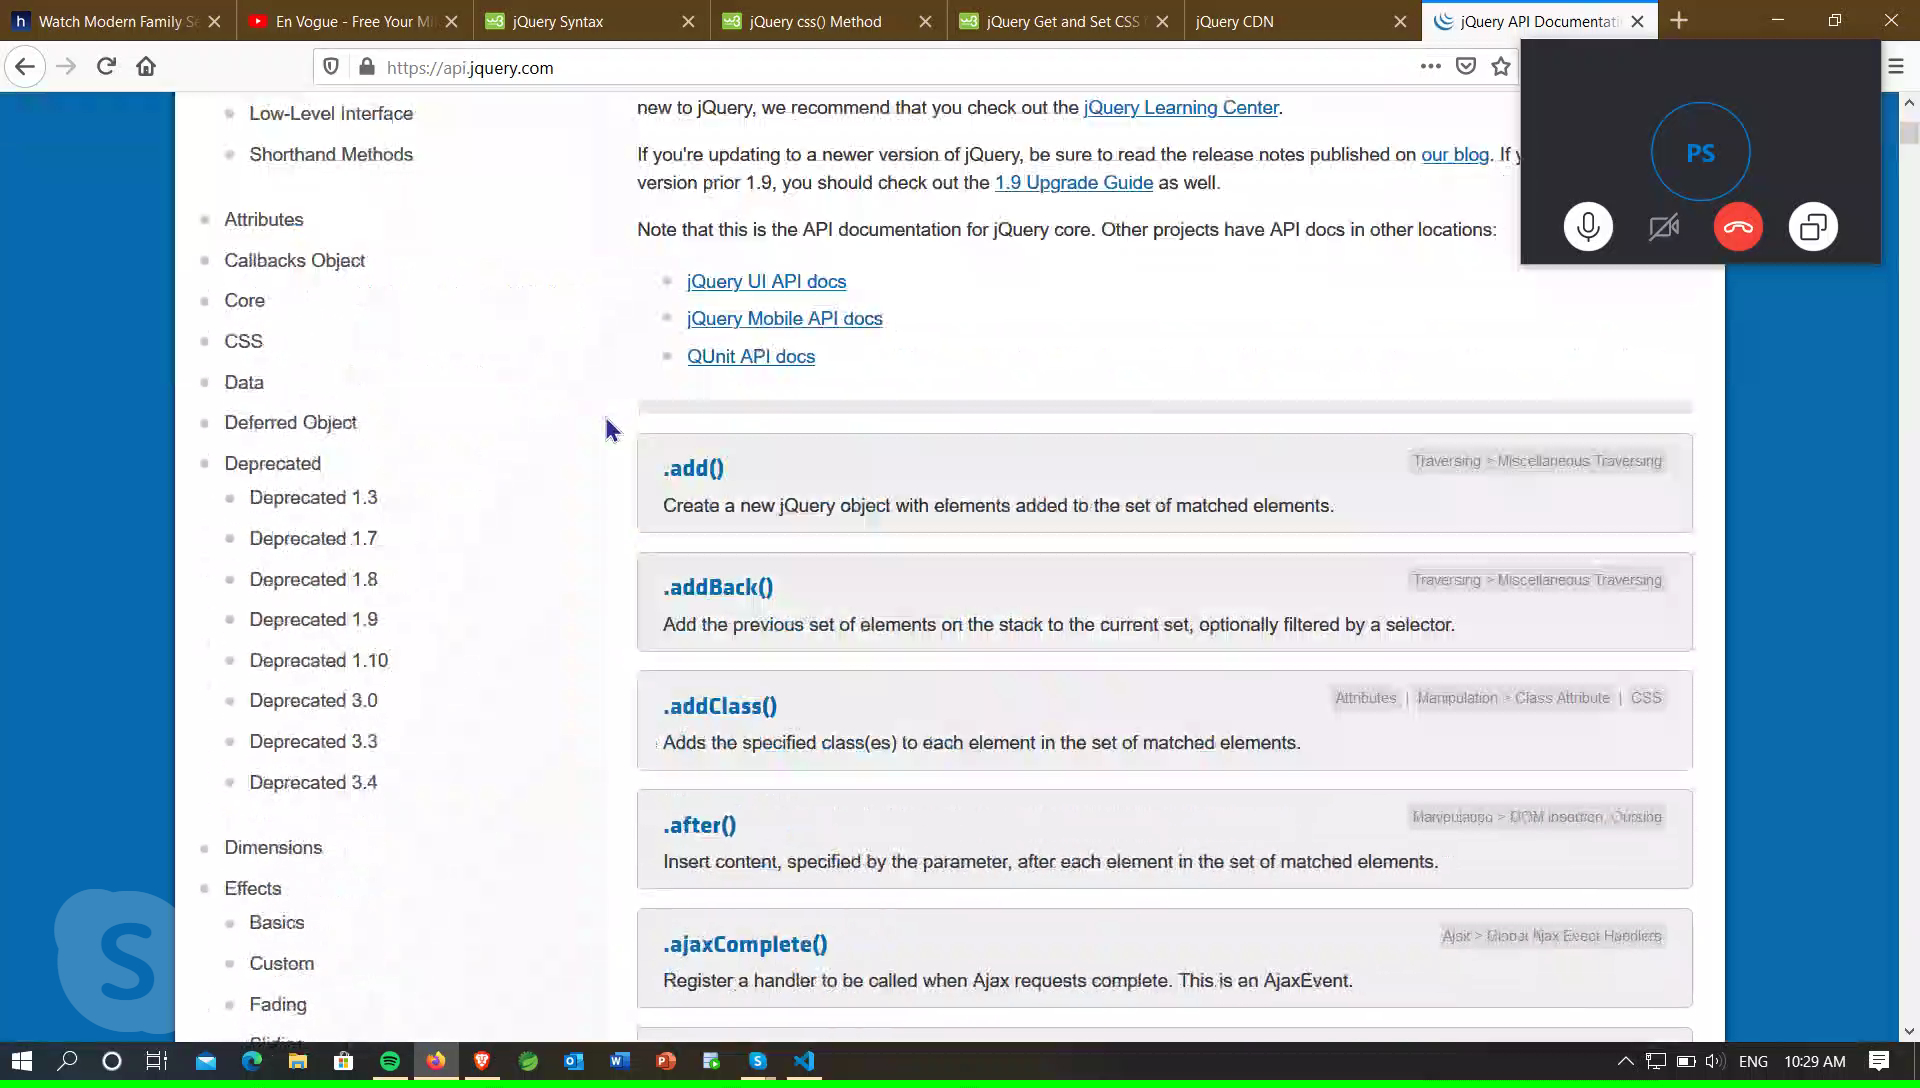 Watch Modern Family Se
En Vogue - Free Your Mi
jQuery Syntax
jQuery css() Method
jQuery Get and Set CSS
jQuery CDN
jQuery API Documentati
https://api.jquery.com
PS
Low-Level Interface
Shorthand Methods
Attributes
Callbacks Object
Core
CSS
Data
Deferred Object
Deprecated
Deprecated 1.3
Deprecated 1.7
Deprecated 1.8
Deprecated 1.9
Deprecated 1.10
Deprecated 3.0
Deprecated 3.3
Deprecated 3.4
Dimensions
Effects
Basics
Custom
Fading
new to jQuery, we recommend that you check out the jQuery Learning Center.
If you're updating to a newer version of jQuery, be sure to read the release notes published on our blog. If
version prior 1.9, you should check out the 1.9 Upgrade Guide as well.
Note that this is the API documentation for jQuery core. Other projects have API docs in other locations:
jQuery UI API docs
jQuery Mobile API docs
QUnit API docs
.add()
Traversing > Miscellaneous Traversing
Create a new jQuery object with elements added to the set of matched elements.
.addBack()
Traversing > Miscellaneous Traversing
Add the previous set of elements on the stack to the current set, optionally filtered by a selector.
.addClass()
Attributes | Manipulation > Class Attribute | CSS
Adds the specified class(es) to each element in the set of matched elements.
.after()
Manipulation > DOM Insertion, Outside
Insert content, specified by the parameter, after each element in the set of matched elements.
.ajaxComplete()
Ajax > Global Ajax Event Handlers
Register a handler to be called when Ajax requests complete. This is an AjaxEvent.
ENG
10:29 AM